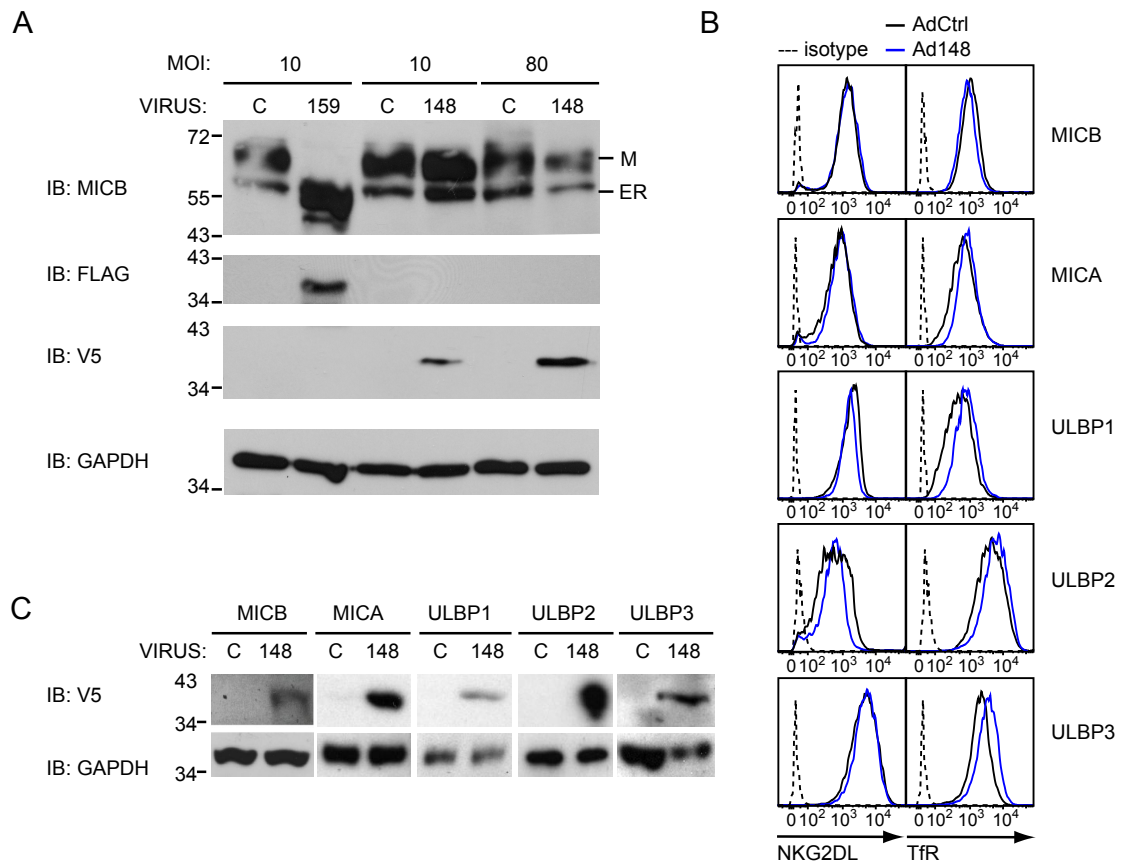 A
MOI: 10 10 80
VIRUS: C 159 C 148 C 148
72
IB: MICB
55
43
M
ER
43
IB: FLAG
34
43
IB: V5
34
IB: GAPDH
34
B
--- isotype — AdCtrl
— Ad148
MICB
0 10² 10³ 10⁴ 0 10² 10³ 10⁴
MICA
0 10² 10³ 10⁴ 0 10² 10³ 10⁴
ULBP1
0 10² 10³ 10⁴ 0 10² 10³ 10⁴
ULBP2
0 10² 10³ 10⁴ 0 10² 10³ 10⁴
ULBP3
0 10² 10³ 10⁴ 0 10² 10³ 10⁴
NKG2DL TfR
C
MICB MICA ULBP1 ULBP2 ULBP3
VIRUS: C 148 C 148 C 148 C 148 C 148
43
IB: V5
34
IB: GAPDH
34